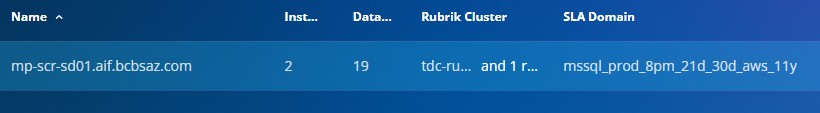 Name Inst... Data... Rubrik Cluster SLA Domain
mp-scr-sd01.aif.bcbsaz.com 2 19 tdc-ru... and 1 r... mssql_prod_8pm_21d_30d_aws_11y